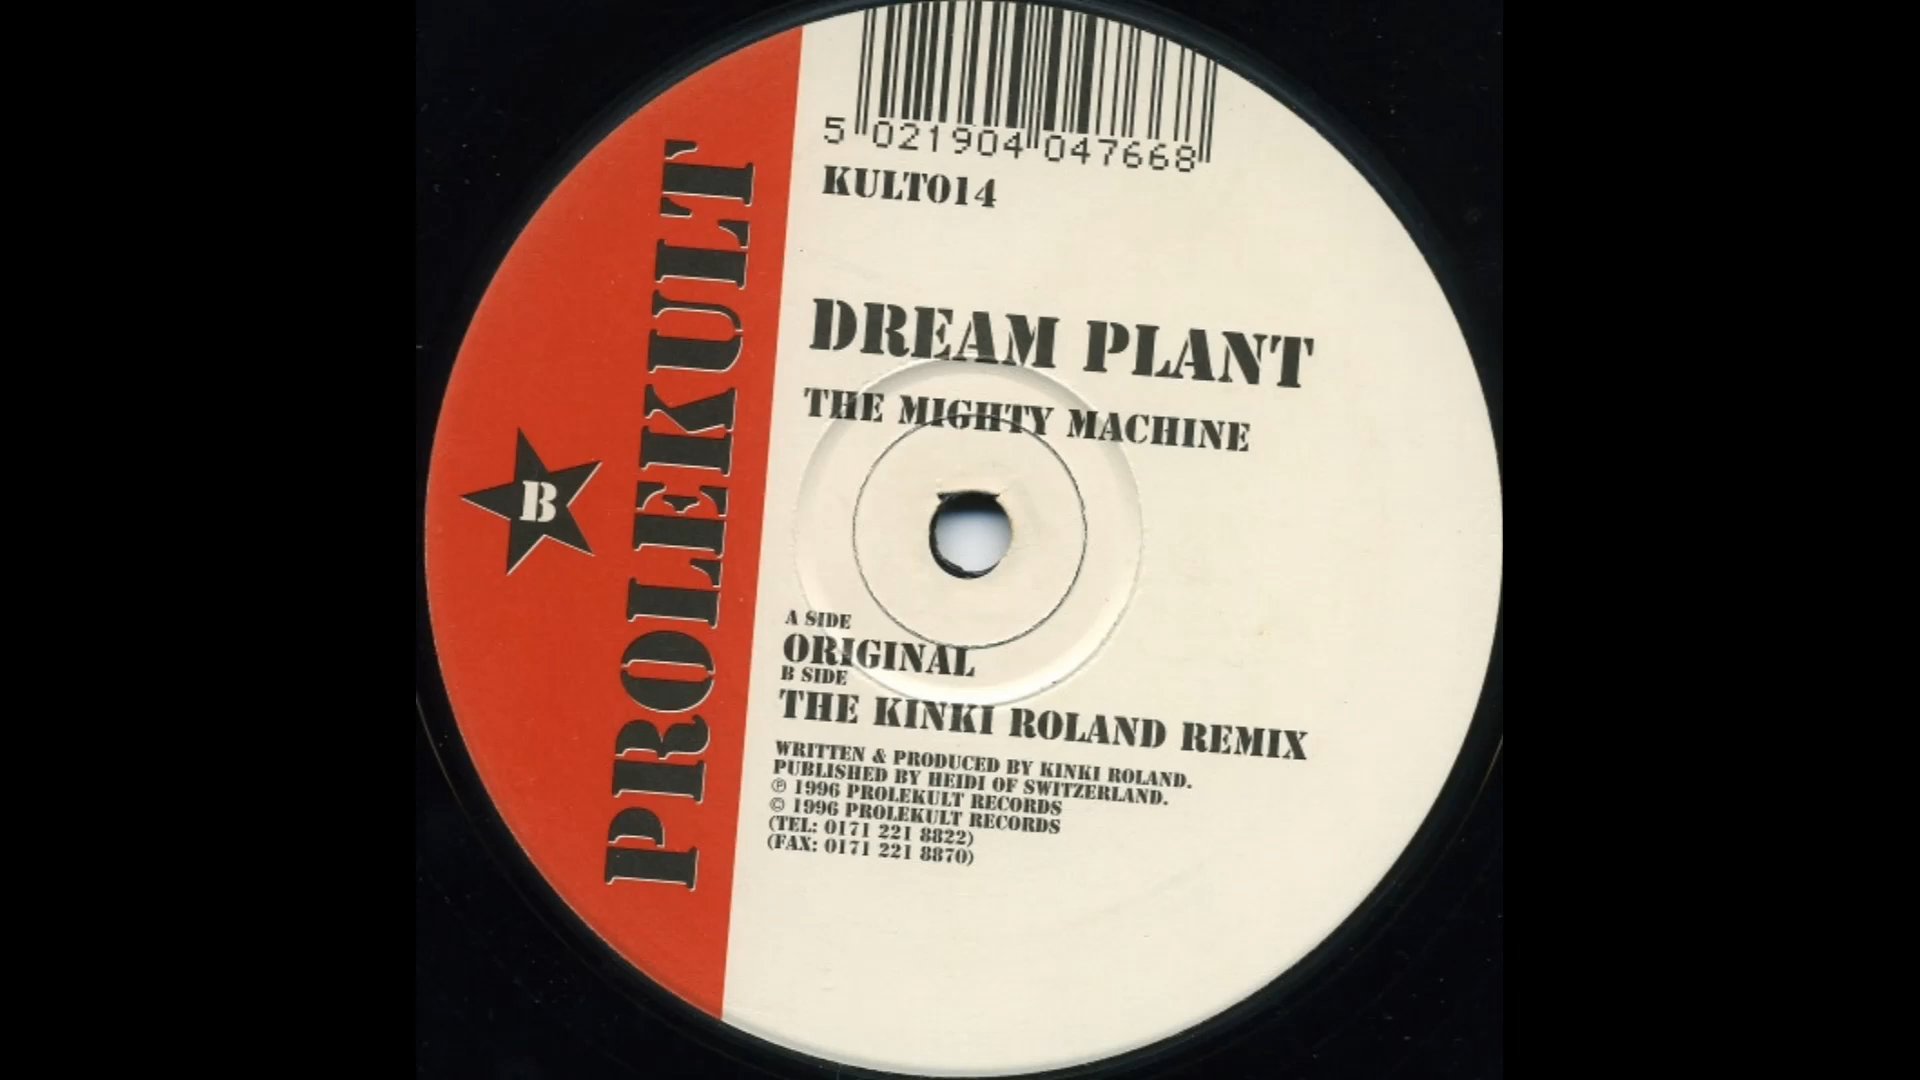 5 021904 047668
KULT014
PROLEKULT
B
DREAM PLANT
THE MIGHTY MACHINE
A SIDE
ORIGINAL
B SIDE
THE KINKI ROLAND REMIX
WRITTEN & PRODUCED BY KINKI ROLAND.
PUBLISHED BY HEIDI OF SWITZERLAND.
℗ 1996 PROLEKULT RECORDS
© 1996 PROLEKULT RECORDS
(TEL: 0171 221 8822)
(FAX: 0171 221 8870)